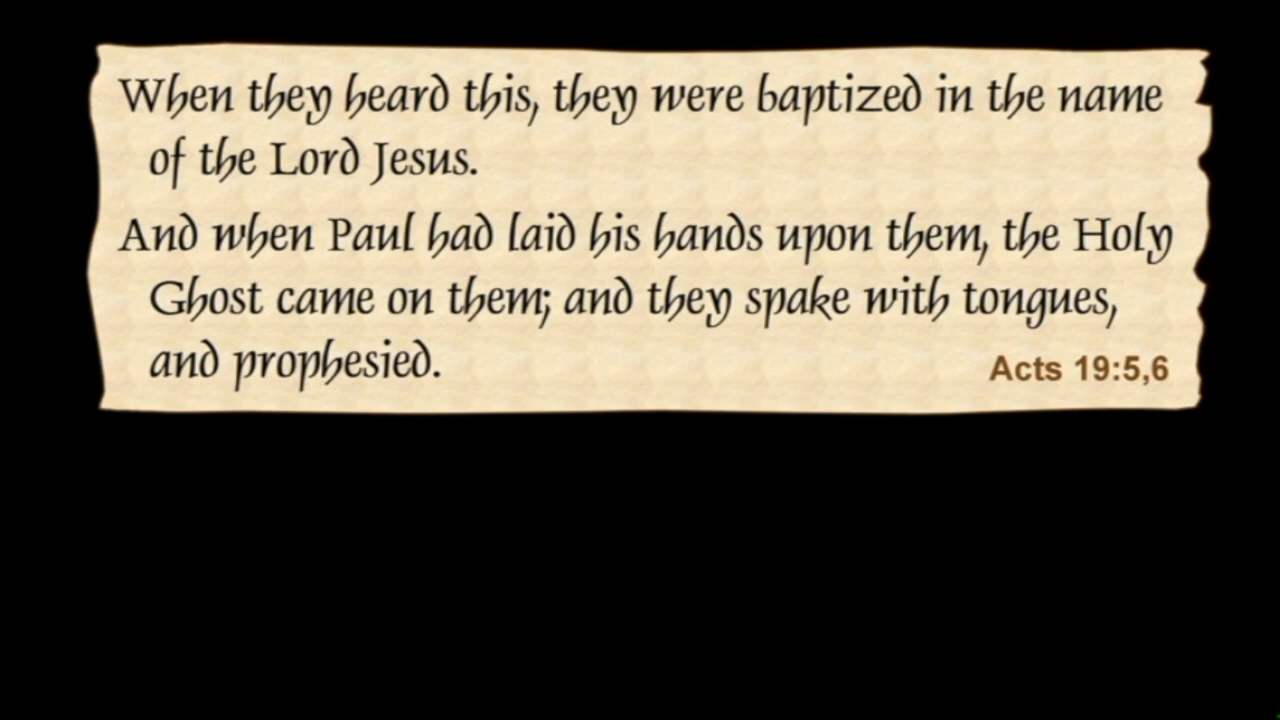 When they heard this, they were baptized in the name
of the Lord Jesus.
And when Paul had laid his hands upon them, the Holy
Ghost came on them; and they spake with tongues,
and prophesied.
Acts 19:5,6